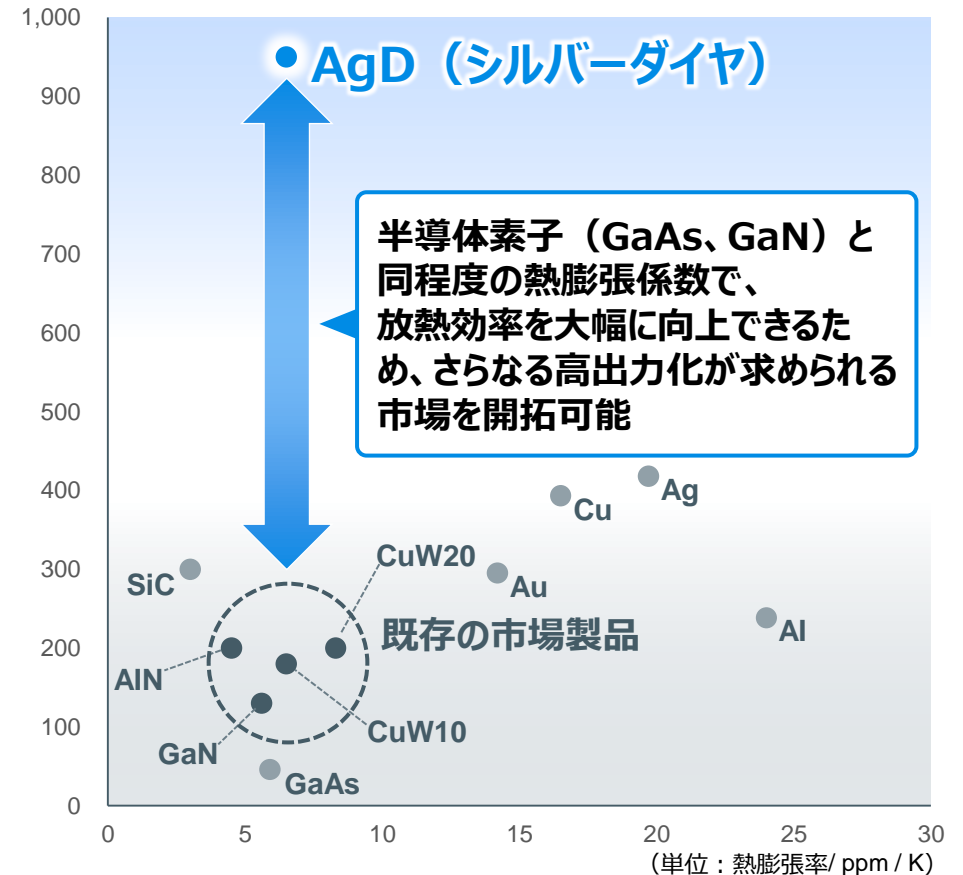 1,000
900
800
700
600
500
400
300
200
100
0
AgD（シルバーダイヤ）
半導体素子（GaAs、GaN）と
同程度の熱膨張係数で、
放熱効率を大幅に向上できるた
め、さらなる高出力化が求められる
市場を開拓可能
Ag
Cu
CuW20
SiC
Au
既存の市場製品
Al
AlN
CuW10
GaN
GaAs
0 5 10 15 20 25 30
（単位：熱膨張率/ ppm / K）